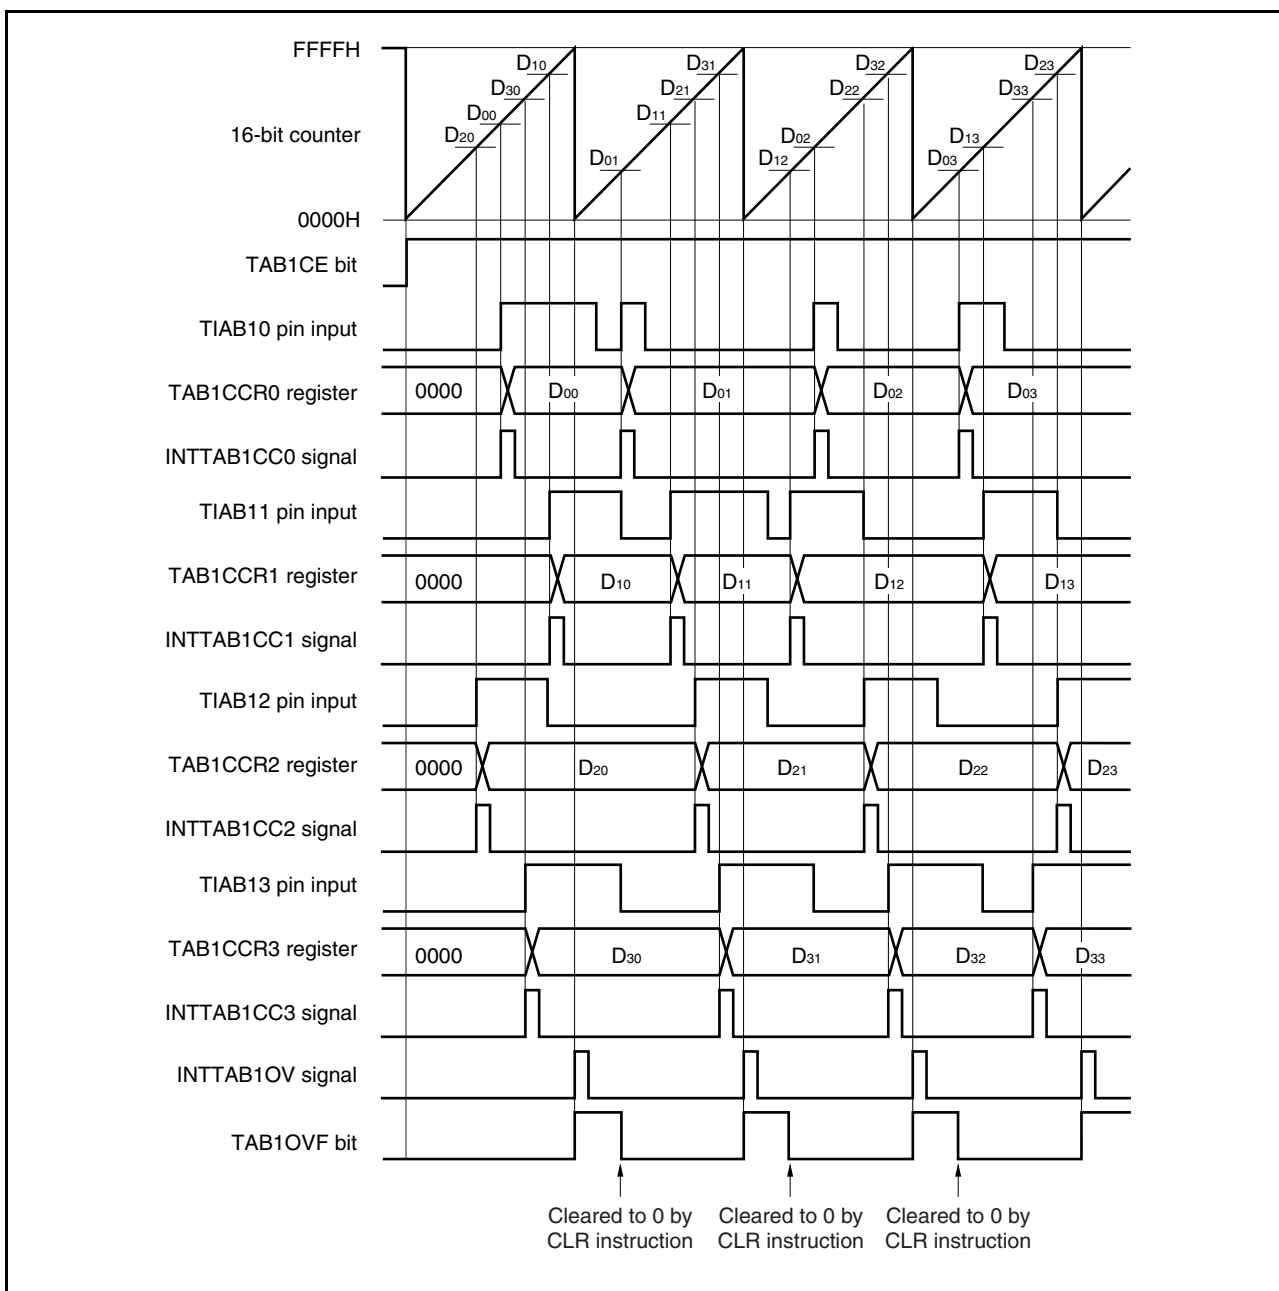 FFFFH
D10
D31
D32
D23
D30
D21
D22
D33
D00
D11
16-bit counter
D20
D02
D13
D01
D12
D03
0000H
TAB1CE bit
TIAB10 pin input
TAB1CCR0 register
0000
D00
D01
D02
D03
INTTAB1CC0 signal
TIAB11 pin input
TAB1CCR1 register
0000
D10
D11
D12
D13
INTTAB1CC1 signal
TIAB12 pin input
TAB1CCR2 register
0000
D20
D21
D22
D23
INTTAB1CC2 signal
TIAB13 pin input
TAB1CCR3 register
0000
D30
D31
D32
D33
INTTAB1CC3 signal
INTTAB1OV signal
TAB1OVF bit
Cleared to 0 by
CLR instruction
Cleared to 0 by
CLR instruction
Cleared to 0 by
CLR instruction